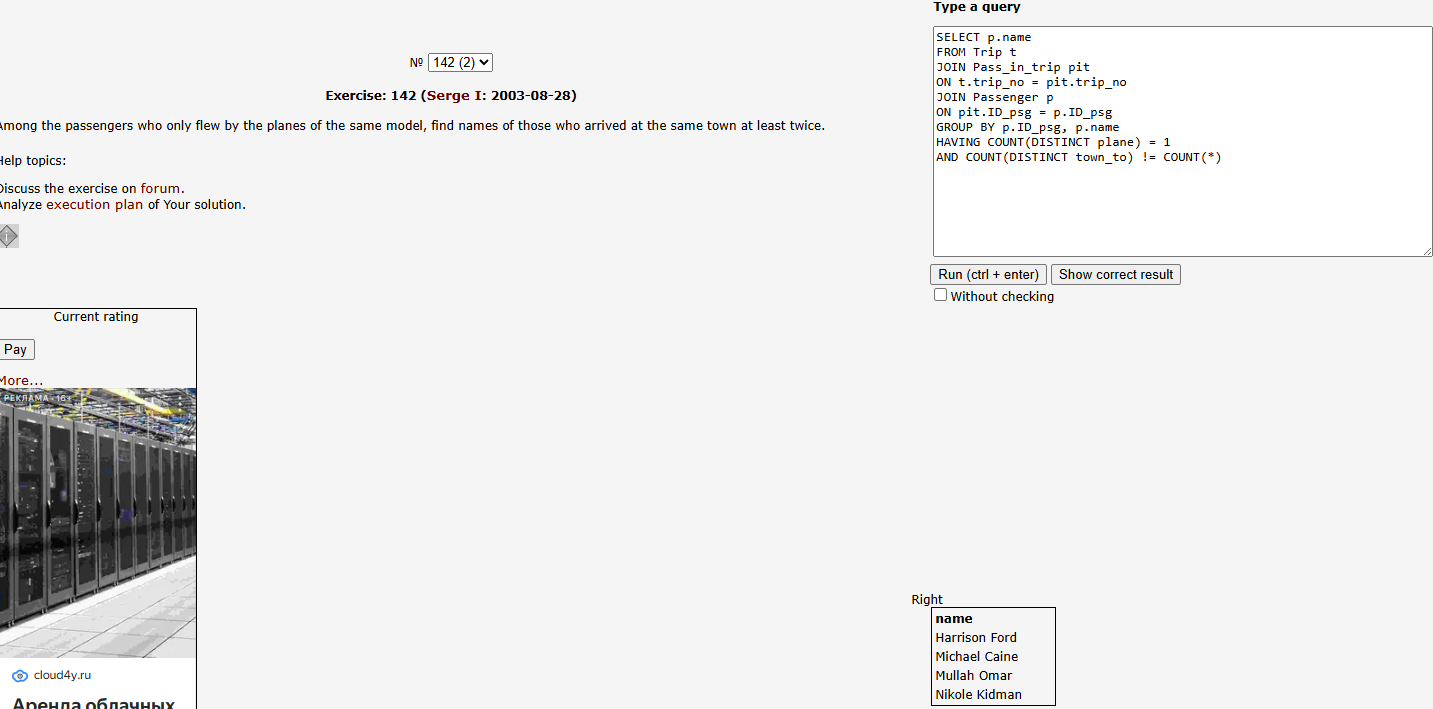 Type a query
SELECT p.name
FROM Trip t
JOIN Pass_in_trip pit
ON t.trip_no = pit.trip_no
JOIN Passenger p
ON pit.ID_psg = p.ID_psg
GROUP BY p.ID_psg, p.name
HAVING COUNT(DISTINCT plane) = 1
AND COUNT(DISTINCT town_to) != COUNT(*)
№ 142 (2)
Exercise: 142 (Serge I: 2003-08-28)
Among the passengers who only flew by the planes of the same model, find names of those who arrived at the same town at least twice.
Help topics:
Discuss the exercise on forum.
Analyze execution plan of Your solution.
Run (ctrl + enter) Show correct result
Without checking
Current rating
Pay
More...
РЕКЛАМА · 16+
cloud4y.ru
Аренда облачных
Right
name
Harrison Ford
Michael Caine
Mullah Omar
Nikole Kidman